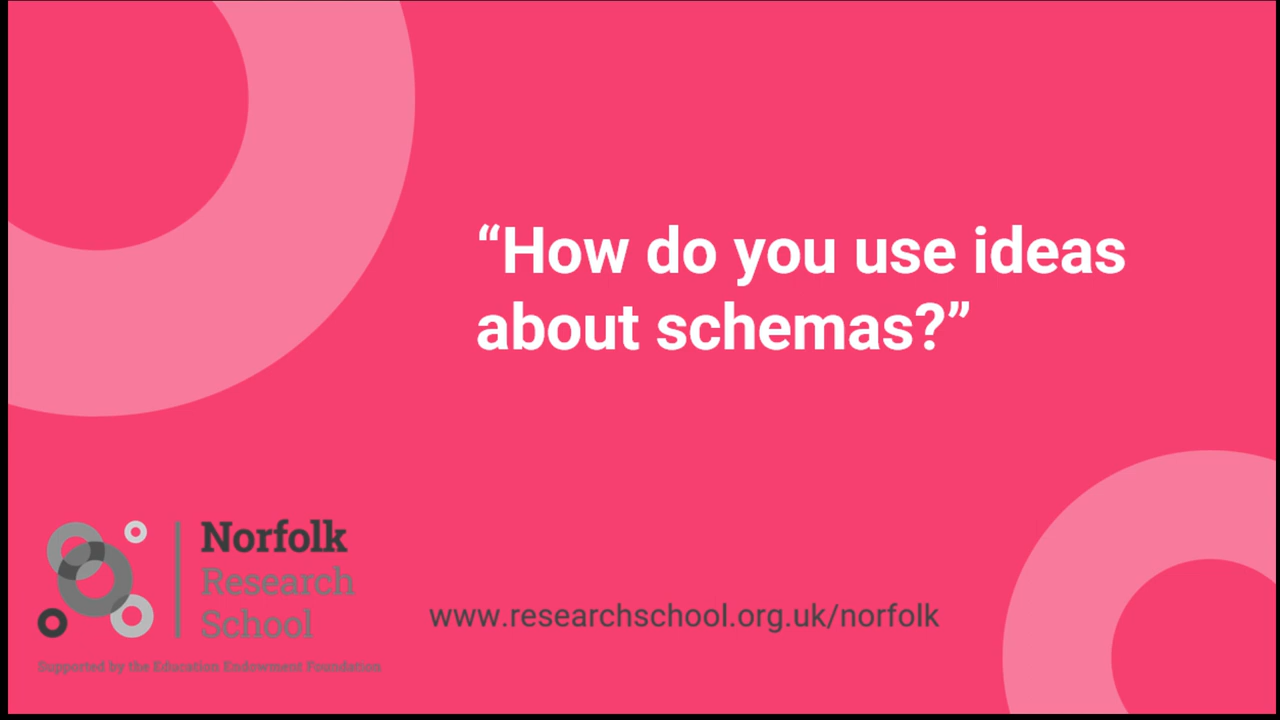 “How do you use ideas
about schemas?”
Norfolk
Research
School
www.researchschool.org.uk/norfolk
Supported by the Education Endowment Foundation